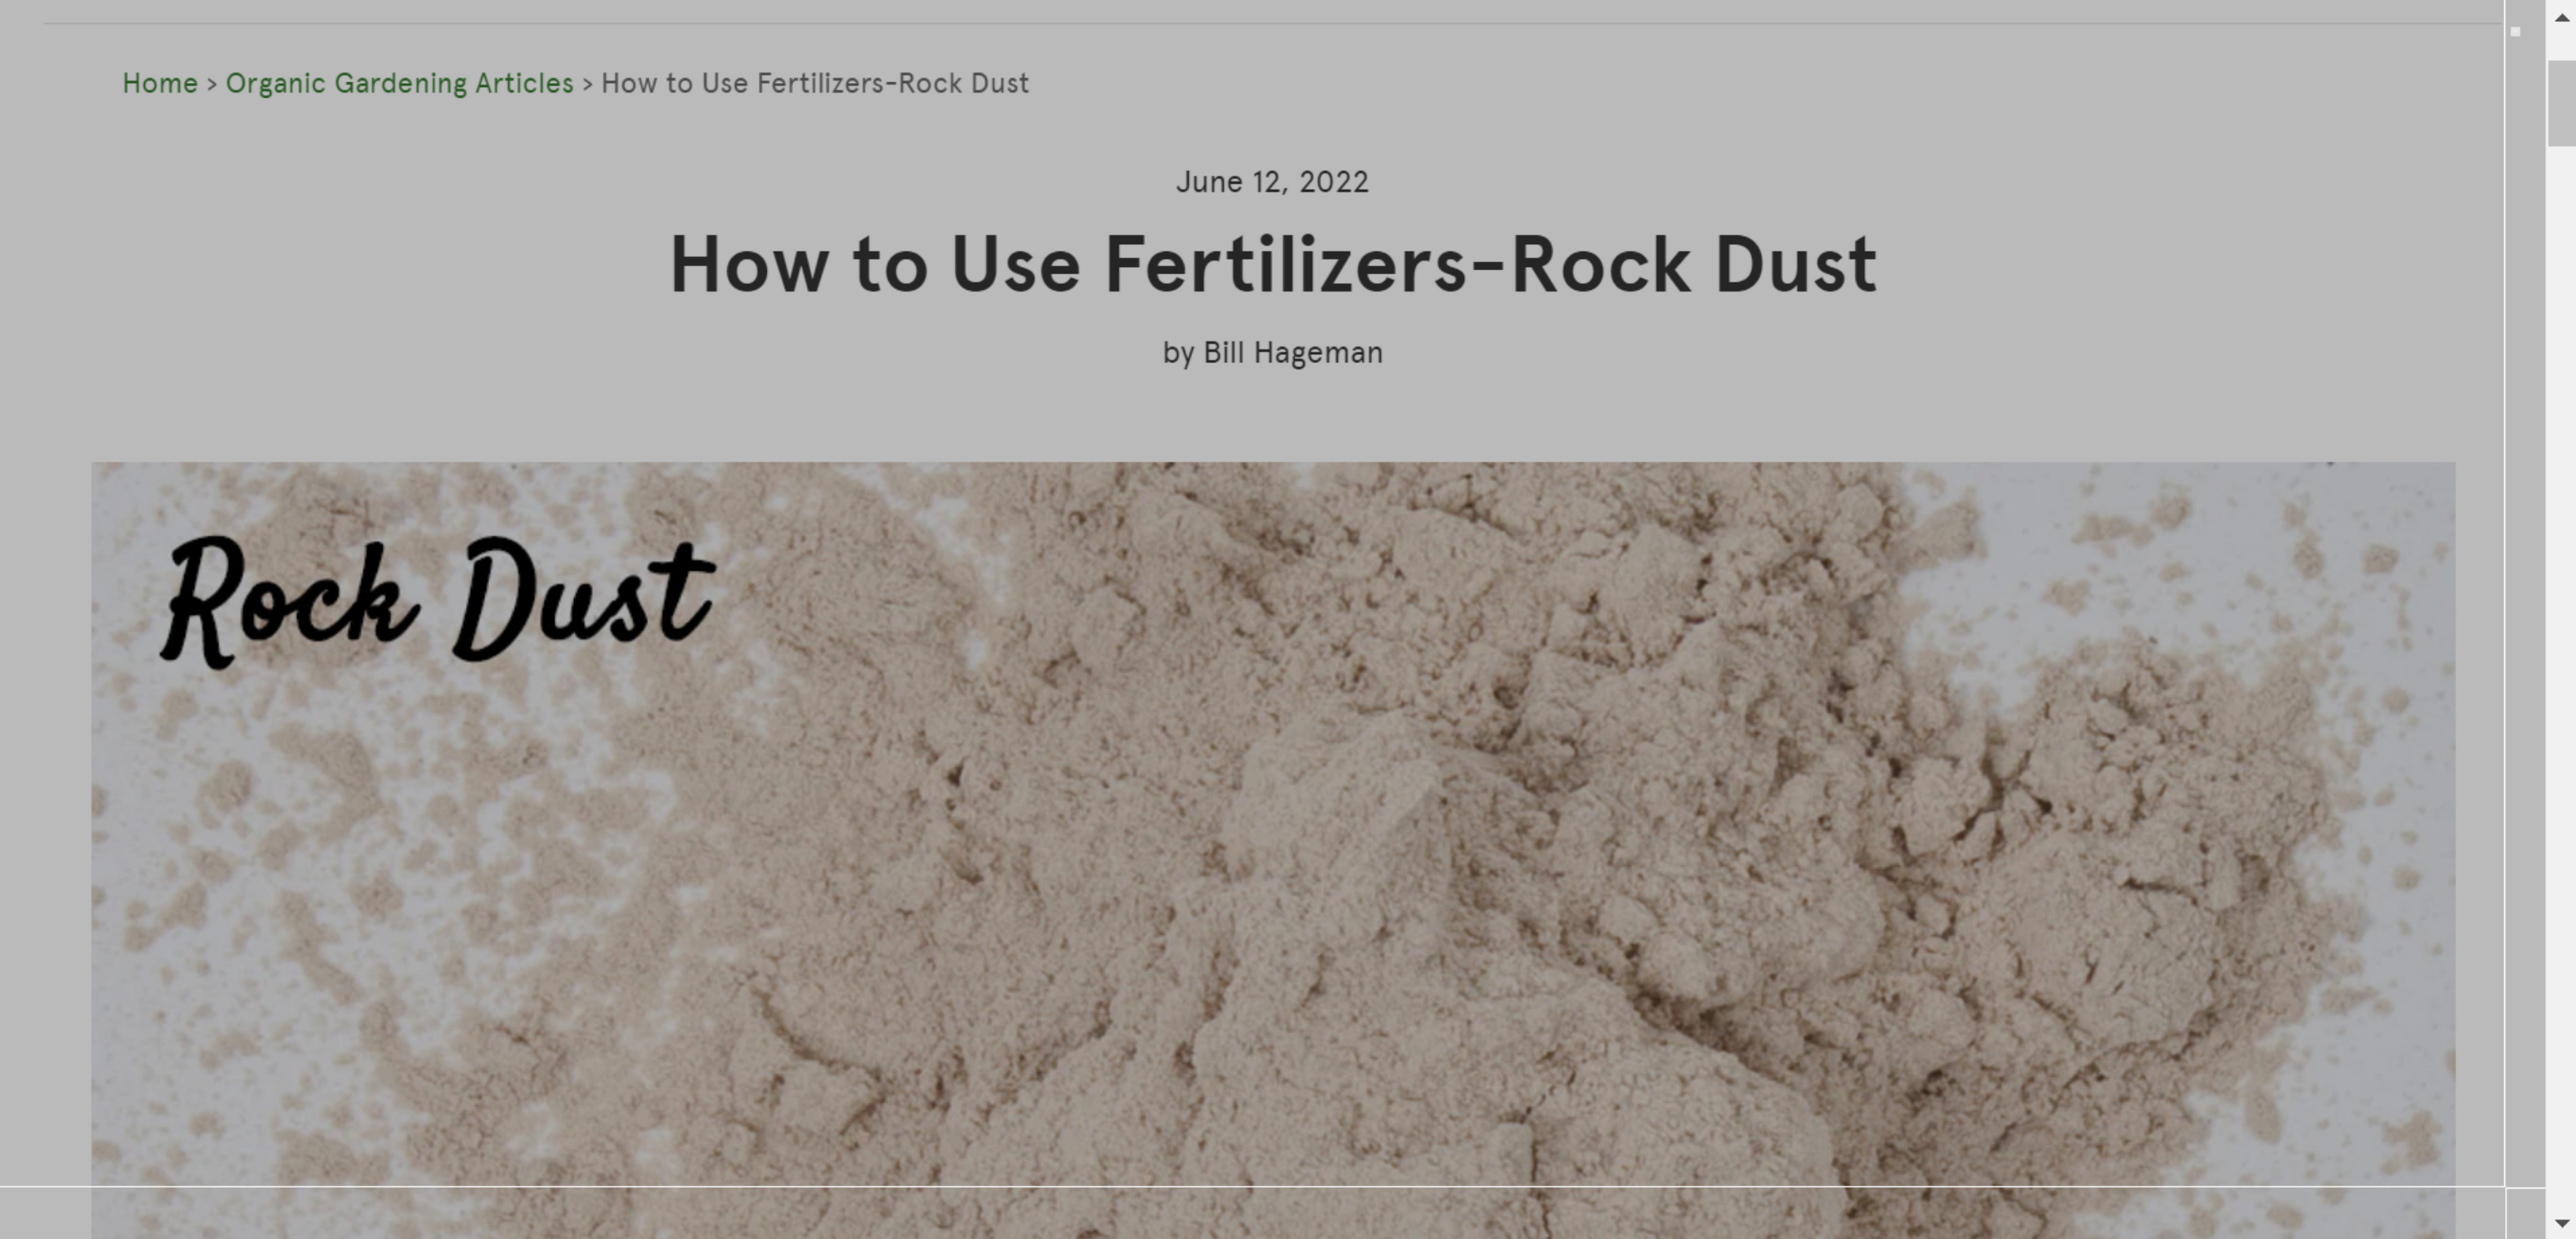 Home > Organic Gardening Articles > How to Use Fertilizers–Rock Dust
June 12, 2022
How to Use Fertilizers–Rock Dust
by Bill Hageman
Rock Dust